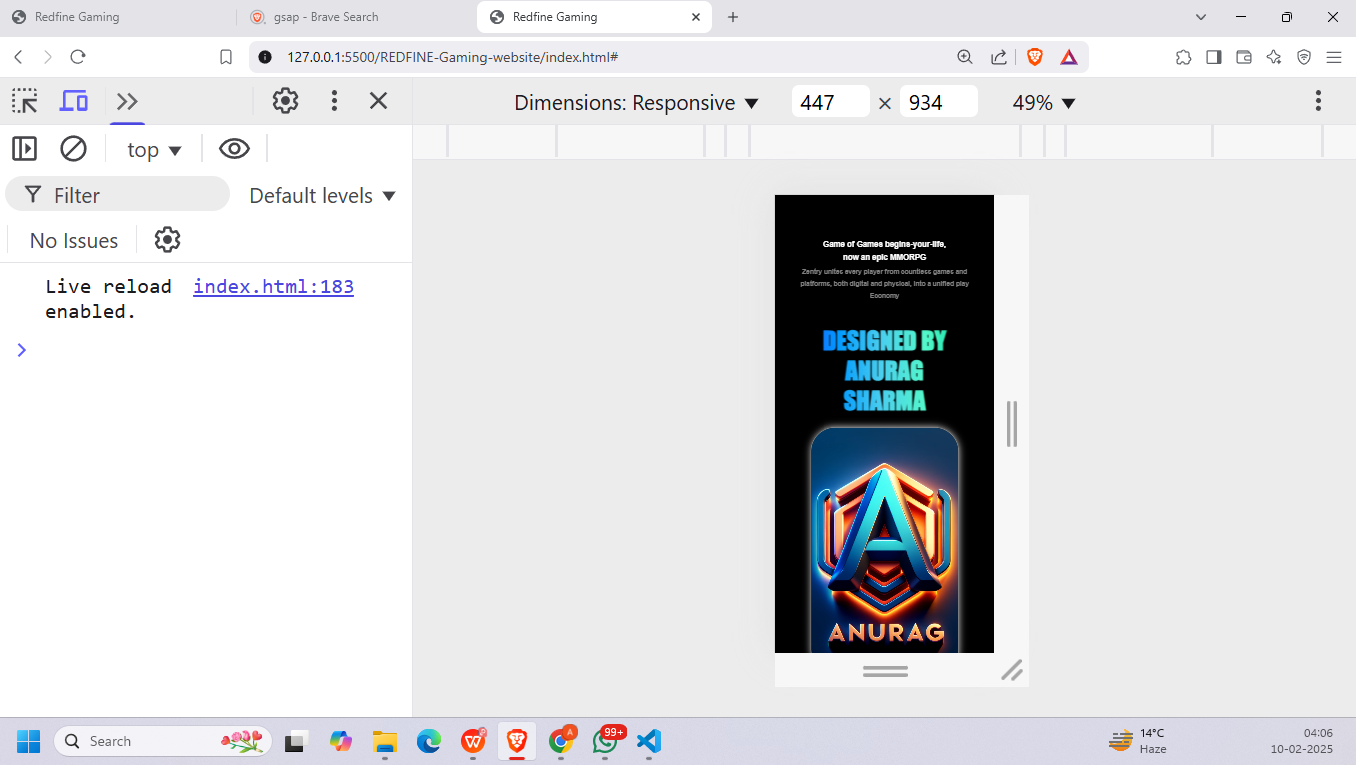 Redfine Gaming
gsap - Brave Search
Redfine Gaming
127.0.0.1:5500/REDFINE-Gaming-website/index.html#
Dimensions: Responsive
447 × 934
49%
top
Filter
Default levels
No Issues
Live reload enabled.
index.html:183
Game of Games begins-your-life,
now an epic MMORPG
Zentry unites every player from countless games and
platforms, both digital and physical, into a unified play
Economy
DESIGNED BY
ANURAG
SHARMA
A
ANURAG
Search
W
A
99+
14°C
Haze
04:06
10-02-2025